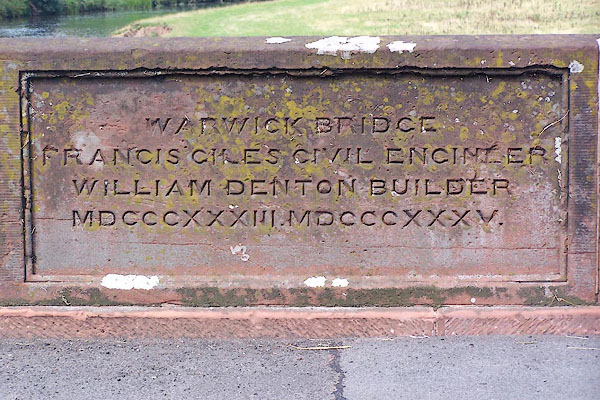 WARWICK BRIDGE
FRANCIS GILES CIVIL ENGINEER
WILLIAM DENTON BUILDER
MDCCCXXXIII.MDCCCXXXV.